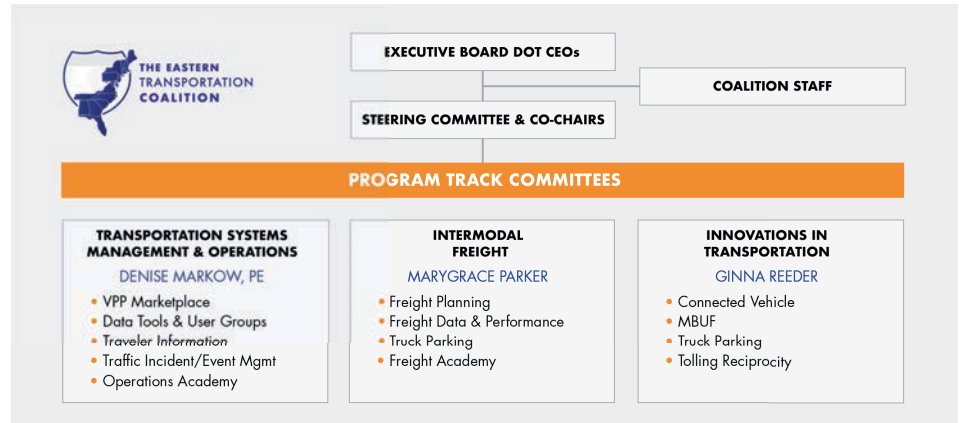 THE EASTERN
TRANSPORTATION
COALITION
EXECUTIVE BOARD DOT CEOs
COALITION STAFF
STEERING COMMITTEE & CO-CHAIRS
PROGRAM TRACK COMMITTEES
TRANSPORTATION SYSTEMS
MANAGEMENT & OPERATIONS
DENISE MARKOW, PE
• VPP Marketplace
• Data Tools & User Groups
• Traveler Information
• Traffic Incident/Event Mgmt
• Operations Academy
INTERMODAL
FREIGHT
MARYGRACE PARKER
• Freight Planning
• Freight Data & Performance
• Truck Parking
• Freight Academy
INNOVATIONS IN
TRANSPORTATION
GINNA REEDER
• Connected Vehicle
• MBUF
• Truck Parking
• Tolling Reciprocity